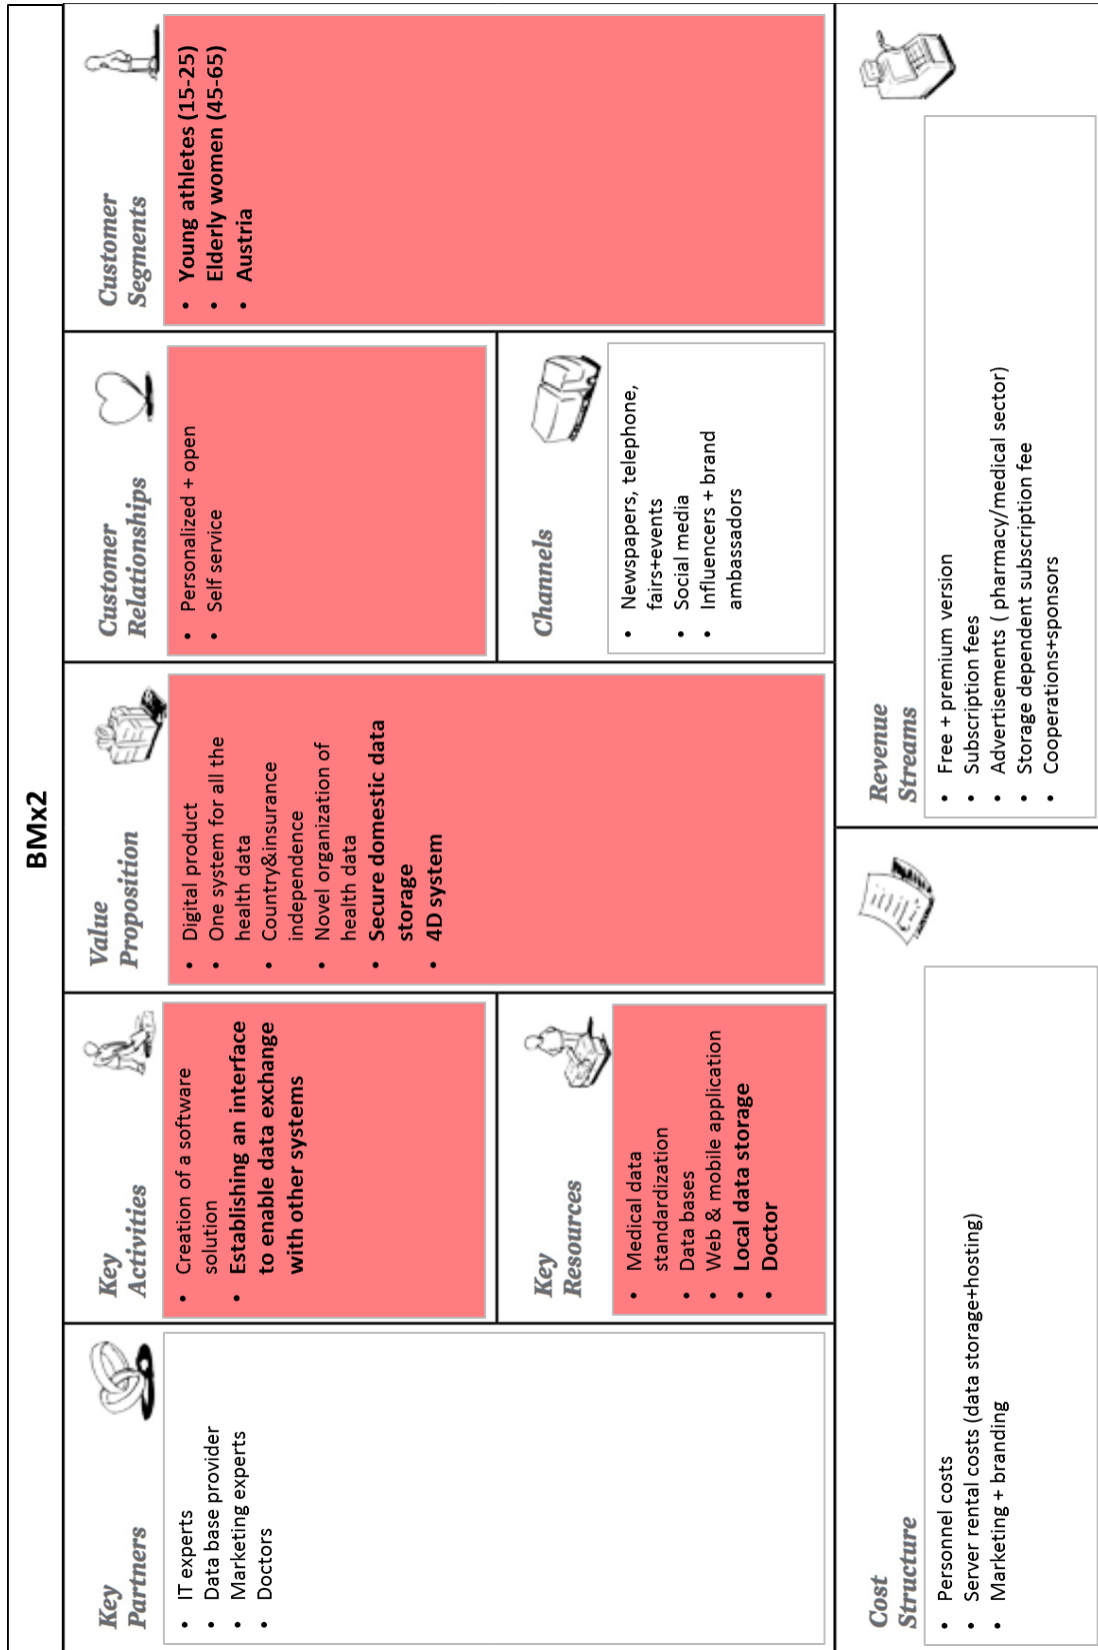 BMx2
Key
Partners
• IT experts
• Data base provider
• Marketing experts
• Doctors
Key
Activities
• Creation of a software
solution
• Establishing an interface
to enable data exchange
with other systems
Key
Resources
• Medical data
standardization
• Data bases
• Web & mobile application
• Local data storage
• Doctor
Value
Proposition
• Digital product
• One system for all the
health data
• Country&insurance
independence
• Novel organization of
health data
• Secure domestic data
storage
• 4D system
Customer
Relationships
• Personalized + open
• Self service
Channels
• Newspapers, telephone,
fairs+events
• Social media
• Influencers + brand
ambassadors
Customer
Segments
• Young athletes (15-25)
• Elderly women (45-65)
• Austria
Cost
Structure
• Personnel costs
• Server rental costs (data storage+hosting)
• Marketing + branding
Revenue
Streams
• Free + premium version
• Subscription fees
• Advertisements ( pharmacy/medical sector)
• Storage dependent subscription fee
• Cooperations+sponsors